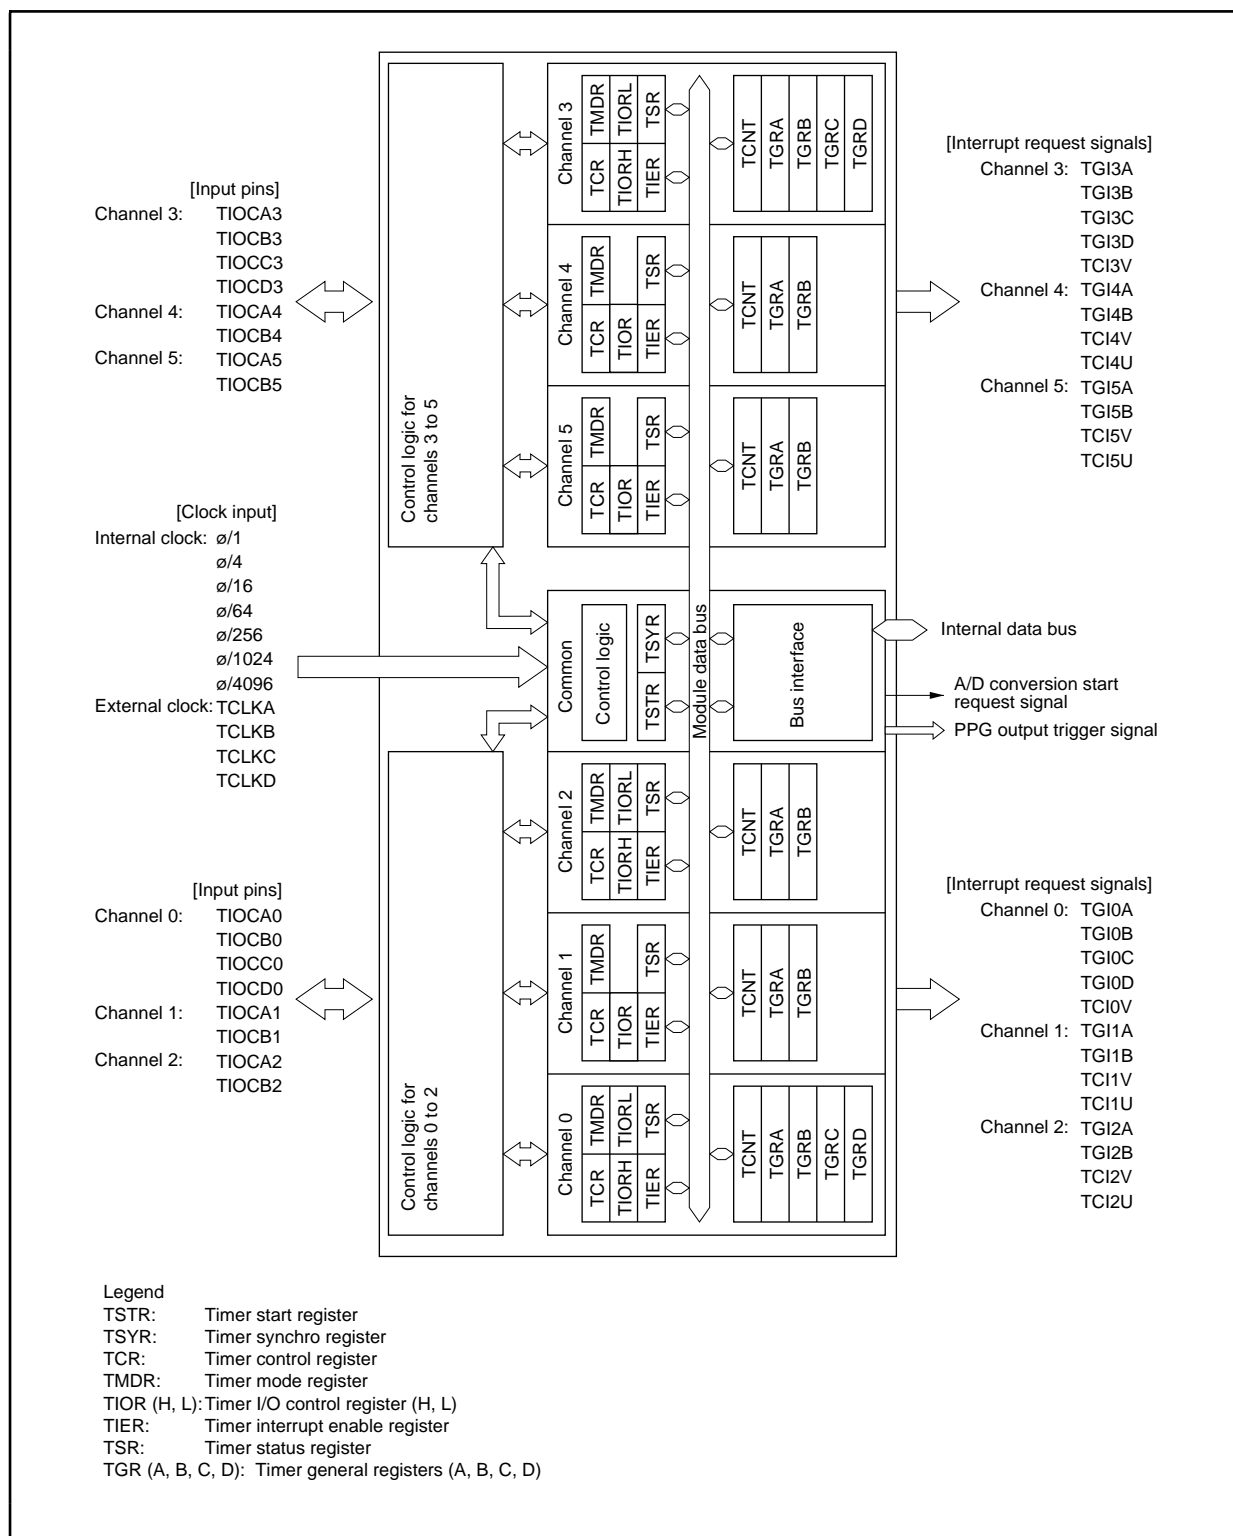 [Input pins]
Channel 3: TIOCA3
TIOCB3
TIOCC3
TIOCD3
Channel 4: TIOCA4
TIOCB4
Channel 5: TIOCA5
TIOCB5
[Clock input]
Internal clock: ø/1
ø/4
ø/16
ø/64
ø/256
ø/1024
ø/4096
External clock: TCLKA
TCLKB
TCLKC
TCLKD
[Input pins]
Channel 0: TIOCA0
TIOCB0
TIOCC0
TIOCD0
Channel 1: TIOCA1
TIOCB1
Channel 2: TIOCA2
TIOCB2
Control logic for
channels 3 to 5
Control logic for
channels 0 to 2
Channel 3
TCR TMDR
TIORH TIORL
TIER TSR
TCNT
TGRA
TGRB
TGRC
TGRD
Channel 4
TCR TMDR
TIOR
TIER TSR
TCNT
TGRA
TGRB
Channel 5
TCR TMDR
TIOR
TIER TSR
TCNT
TGRA
TGRB
Common
Control logic
TSTR TSYR
Module data bus
Bus interface
Channel 2
TCR TMDR
TIORH TIORL
TIER TSR
TCNT
TGRA
TGRB
Channel 1
TCR TMDR
TIOR
TIER TSR
TCNT
TGRA
TGRB
Channel 0
TCR TMDR
TIORH TIORL
TIER TSR
TCNT
TGRA
TGRB
TGRC
TGRD
[Interrupt request signals]
Channel 3: TGI3A
TGI3B
TGI3C
TGI3D
TCI3V
Channel 4: TGI4A
TGI4B
TCI4V
TCI4U
Channel 5: TGI5A
TGI5B
TCI5V
TCI5U
Internal data bus
A/D conversion start
request signal
PPG output trigger signal
[Interrupt request signals]
Channel 0: TGI0A
TGI0B
TGI0C
TGI0D
TCI0V
Channel 1: TGI1A
TGI1B
TCI1V
TCI1U
Channel 2: TGI2A
TGI2B
TCI2V
TCI2U
Legend
TSTR: Timer start register
TSYR: Timer synchro register
TCR: Timer control register
TMDR: Timer mode register
TIOR (H, L): Timer I/O control register (H, L)
TIER: Timer interrupt enable register
TSR: Timer status register
TGR (A, B, C, D): Timer general registers (A, B, C, D)